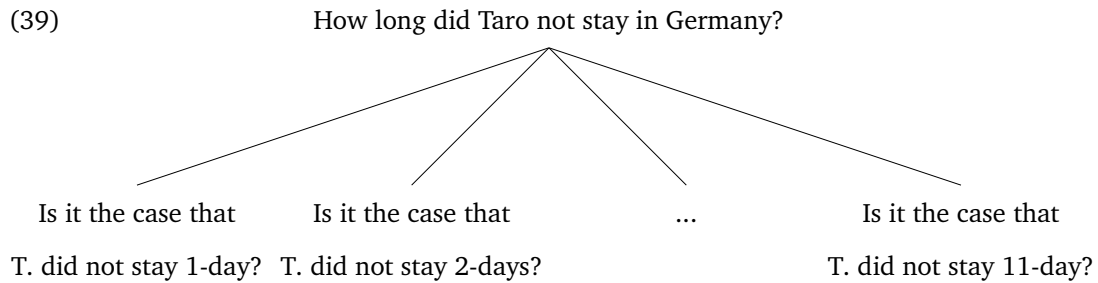 (39) How long did Taro not stay in Germany?
Is it the case that Is it the case that ... Is it the case that
T. did not stay 1-day? T. did not stay 2-days? T. did not stay 11-day?